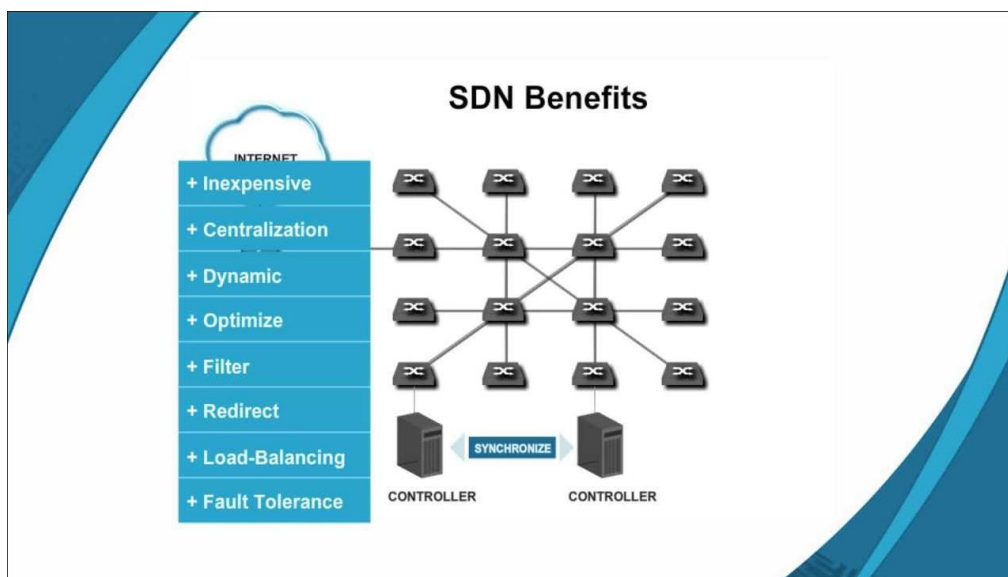 SDN Benefits
INTERNET
+ Inexpensive
+ Centralization
+ Dynamic
+ Optimize
+ Filter
+ Redirect
+ Load-Balancing
+ Fault Tolerance
SYNCHRONIZE
CONTROLLER
CONTROLLER